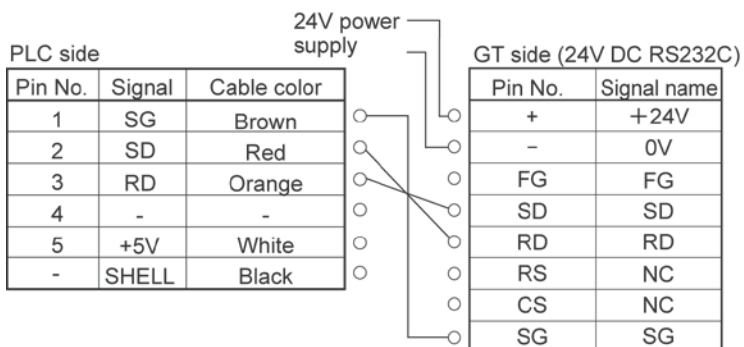 24V power
supply
PLC side
Pin No. Signal Cable color
1 SG Brown
2 SD Red
3 RD Orange
4 - -
5 +5V White
- SHELL Black
GT side (24V DC RS232C)
Pin No. Signal name
+ +24V
- 0V
FG FG
SD SD
RD RD
RS NC
CS NC
SG SG